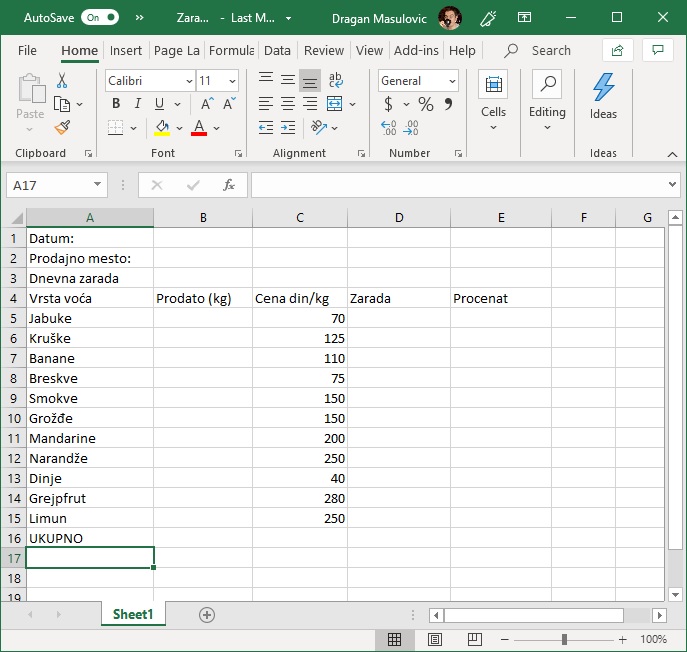 AutoSave On Zara... - Last M... Dragan Masulovic
File Home Insert Page La Formula Data Review View Add-ins Help Search
Paste Calibri 11 A A ab General Cells Editing Ideas
B I U A $ % 9
Clipboard Font Alignment Number Ideas
A17 fx
A B C D E F G
1 Datum:
2 Prodajno mesto:
3 Dnevna zarada
4 Vrsta voća Prodato (kg) Cena din/kg Zarada Procenat
5 Jabuke 70
6 Kruške 125
7 Banane 110
8 Breskve 75
9 Smokve 150
10 Grožđe 150
11 Mandarine 200
12 Narandže 250
13 Dinje 40
14 Grejpfrut 280
15 Limun 250
16 UKUPNO
17
18
19
Sheet1
100%